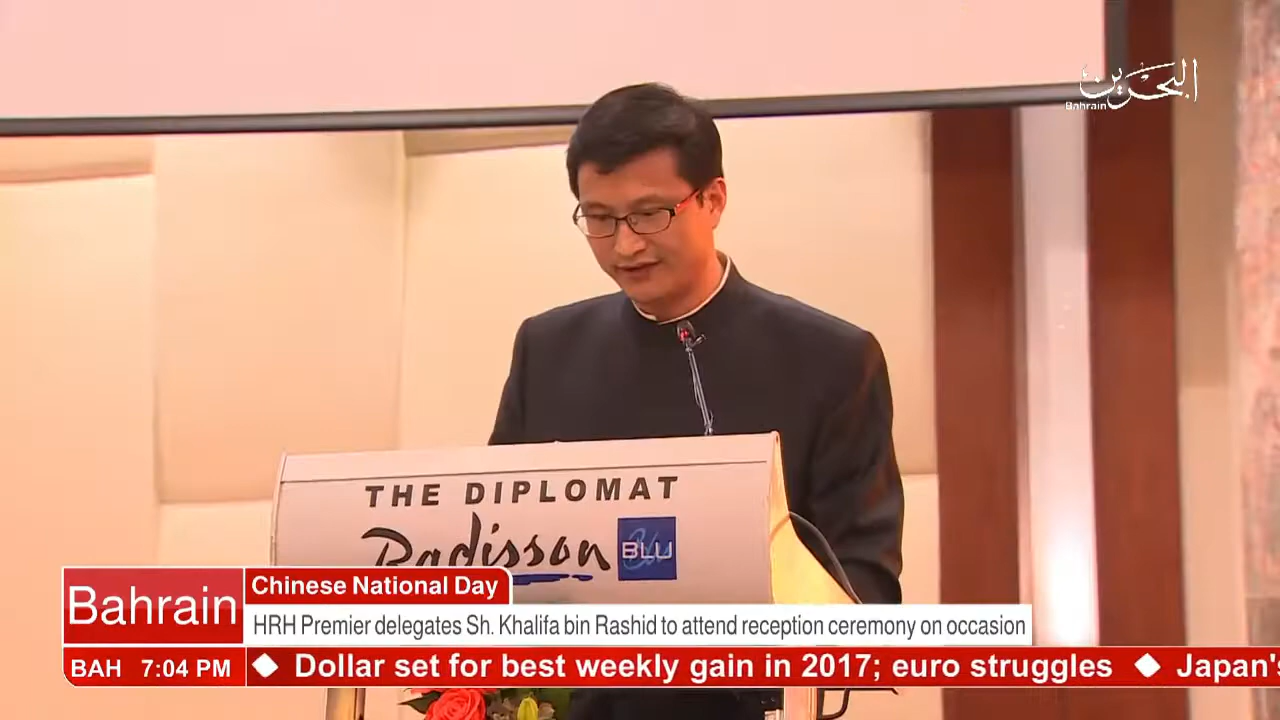 البحرين
Bahrain
THE DIPLOMAT
Radisson
BLU
Bahrain
Chinese National Day
HRH Premier delegates Sh. Khalifa bin Rashid to attend reception ceremony on occasion
BAH 7:04 PM
◆ Dollar set for best weekly gain in 2017; euro struggles ◆ Japan's